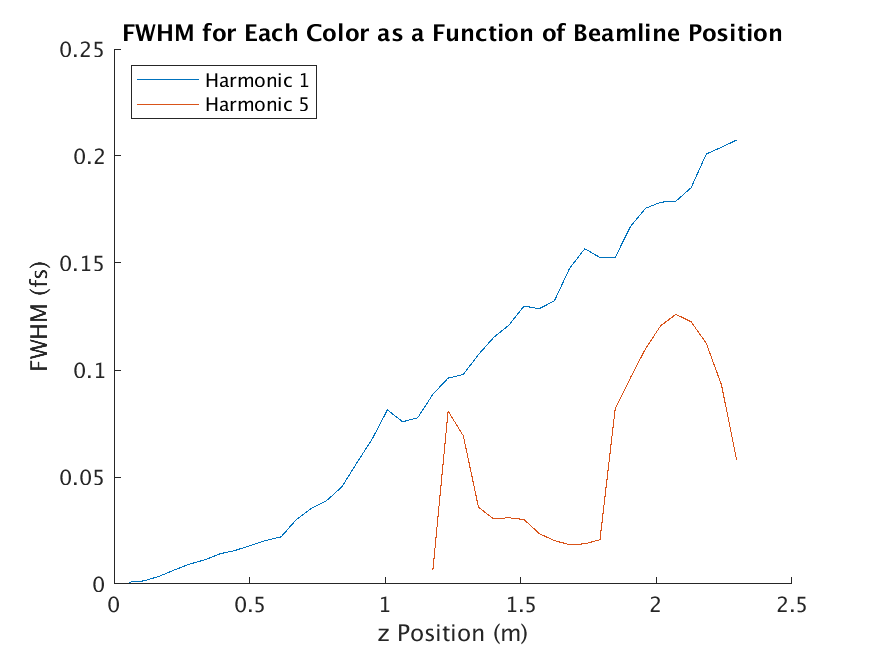 FWHM for Each Color as a Function of Beamline Position
Harmonic 1
Harmonic 5
FWHM (fs)
0.25
0.2
0.15
0.1
0.05
0
0 0.5 1 1.5 2 2.5
z Position (m)